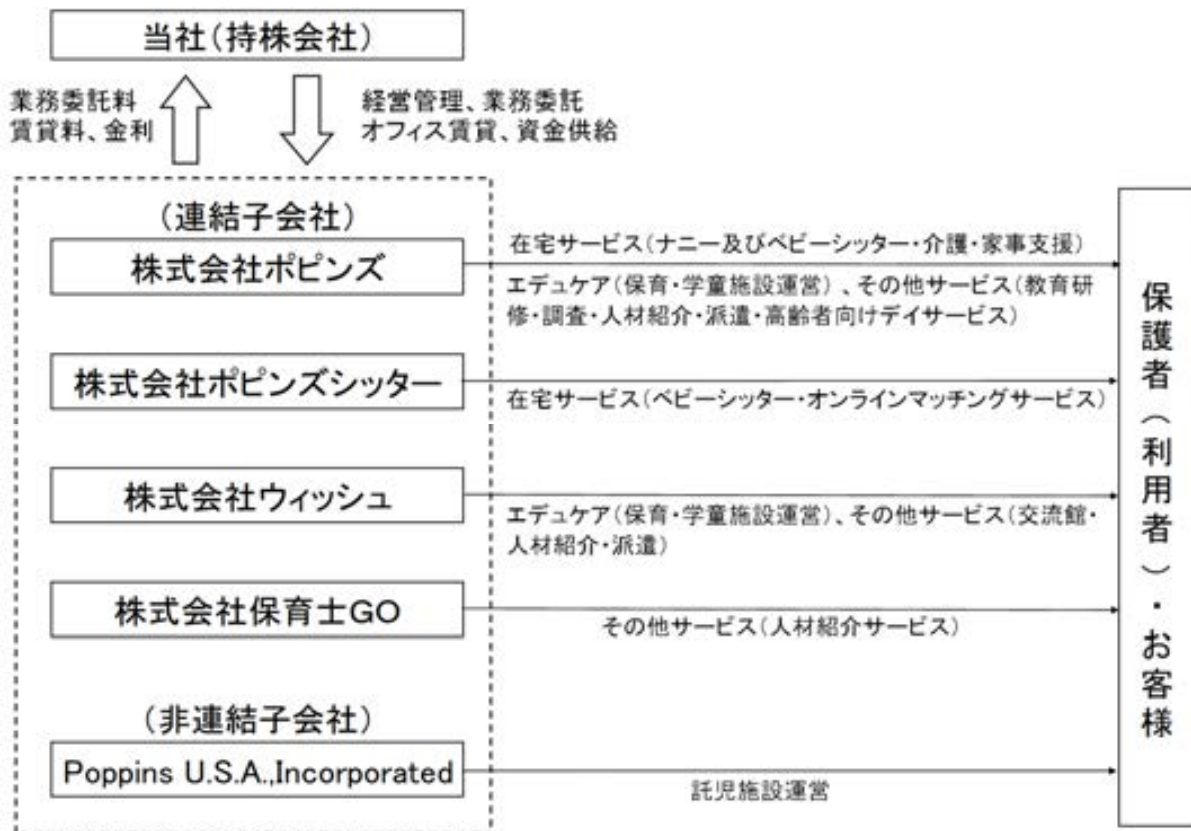 当社(持株会社)
業務委託料
賃貸料、金利
経営管理、業務委託
オフィス賃貸、資金供給
(連結子会社)
株式会社ポピンズ
在宅サービス(ナニー及びベビーシッター・介護・家事支援)
エデュケア(保育・学童施設運営)、その他サービス(教育研
修・調査・人材紹介・派遣・高齢者向けデイサービス)
株式会社ポピンズシッター
在宅サービス(ベビーシッター・オンラインマッチングサービス)
株式会社ウィッシュ
エデュケア(保育・学童施設運営)、その他サービス(交流館・
人材紹介・派遣)
株式会社保育士GO
その他サービス(人材紹介サービス)
(非連結子会社)
Poppins U.S.A.,Incorporated
託児施設運営
保護者(利用者)・お客様